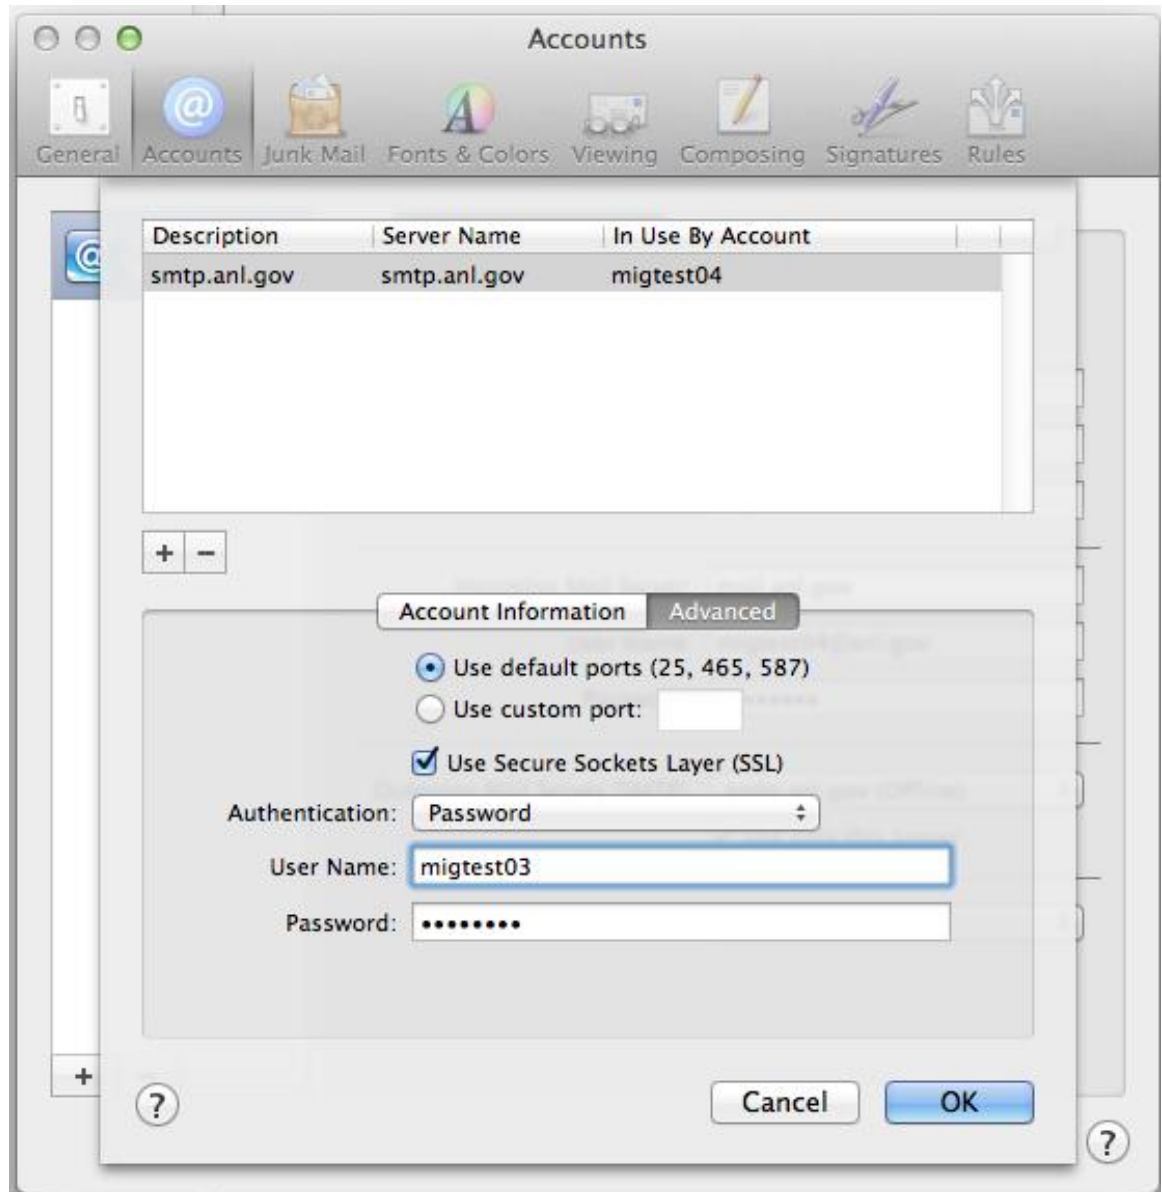 Accounts
General Accounts Junk Mail Fonts & Colors Viewing Composing Signatures Rules
Description Server Name In Use By Account
smtp.anl.gov smtp.anl.gov migtest04
+ −
Account Information Advanced
Use default ports (25, 465, 587)
Use custom port:
Use Secure Sockets Layer (SSL)
Authentication: Password
User Name: migtest03
Password: ••••••••
+
? Cancel OK
?